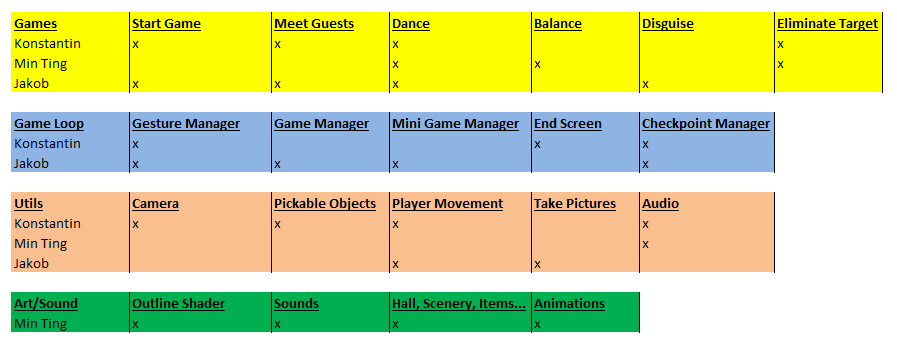 Games Start Game Meet Guests Dance Balance Disguise Eliminate Target
Konstantin x x x x
Min Ting x x x
Jakob x x x x
Game Loop Gesture Manager Game Manager Mini Game Manager End Screen Checkpoint Manager
Konstantin x x x
Jakob x x x x
Utils Camera Pickable Objects Player Movement Take Pictures Audio
Konstantin x x x x
Min Ting x
Jakob x x
Art/Sound Outline Shader Sounds Hall, Scenery, Items... Animations
Min Ting x x x x